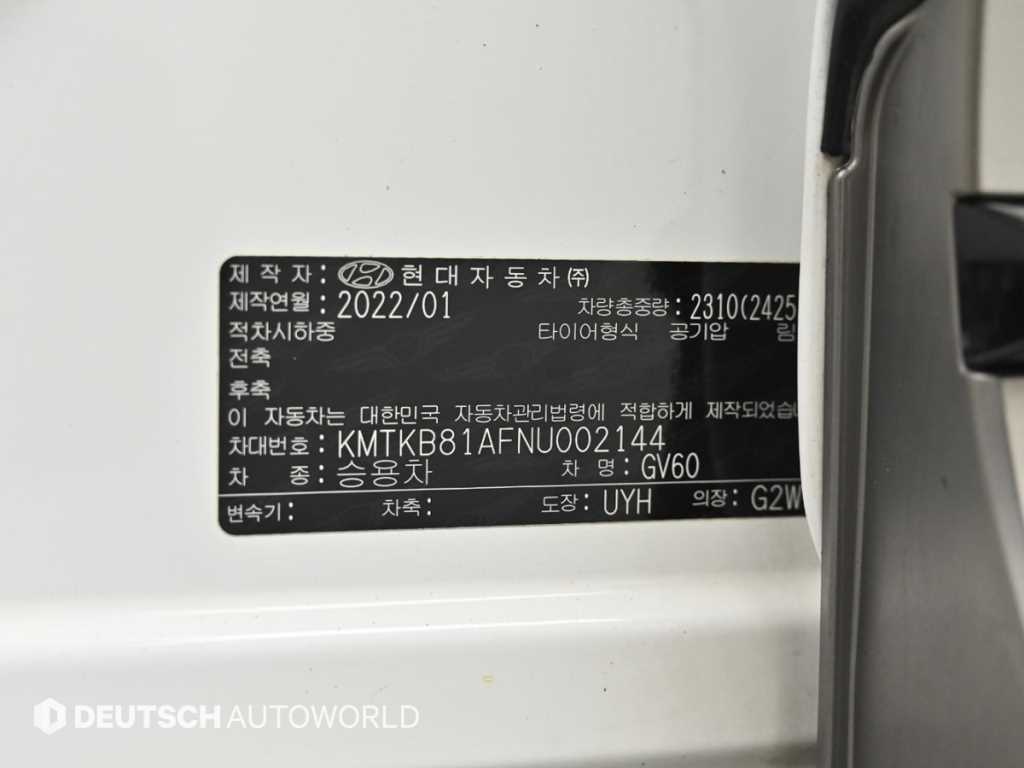 제 작 자 : 현 대 자 동 차 ㈜
제작연월 : 2022/01 차량총중량 : 2310(2425
적차시하중 타이어형식 공기압 림
전축
후축
이 자동차는 대한민국 자동차관리법령에 적합하게 제작되었습니
차대번호 : KMTKB81AFNU002144
차 종 : 승용차 차 명 : GV60
변속기 : 차축 : 도장 : UYH 의장 : G2W
DEUTSCH AUTOWORLD